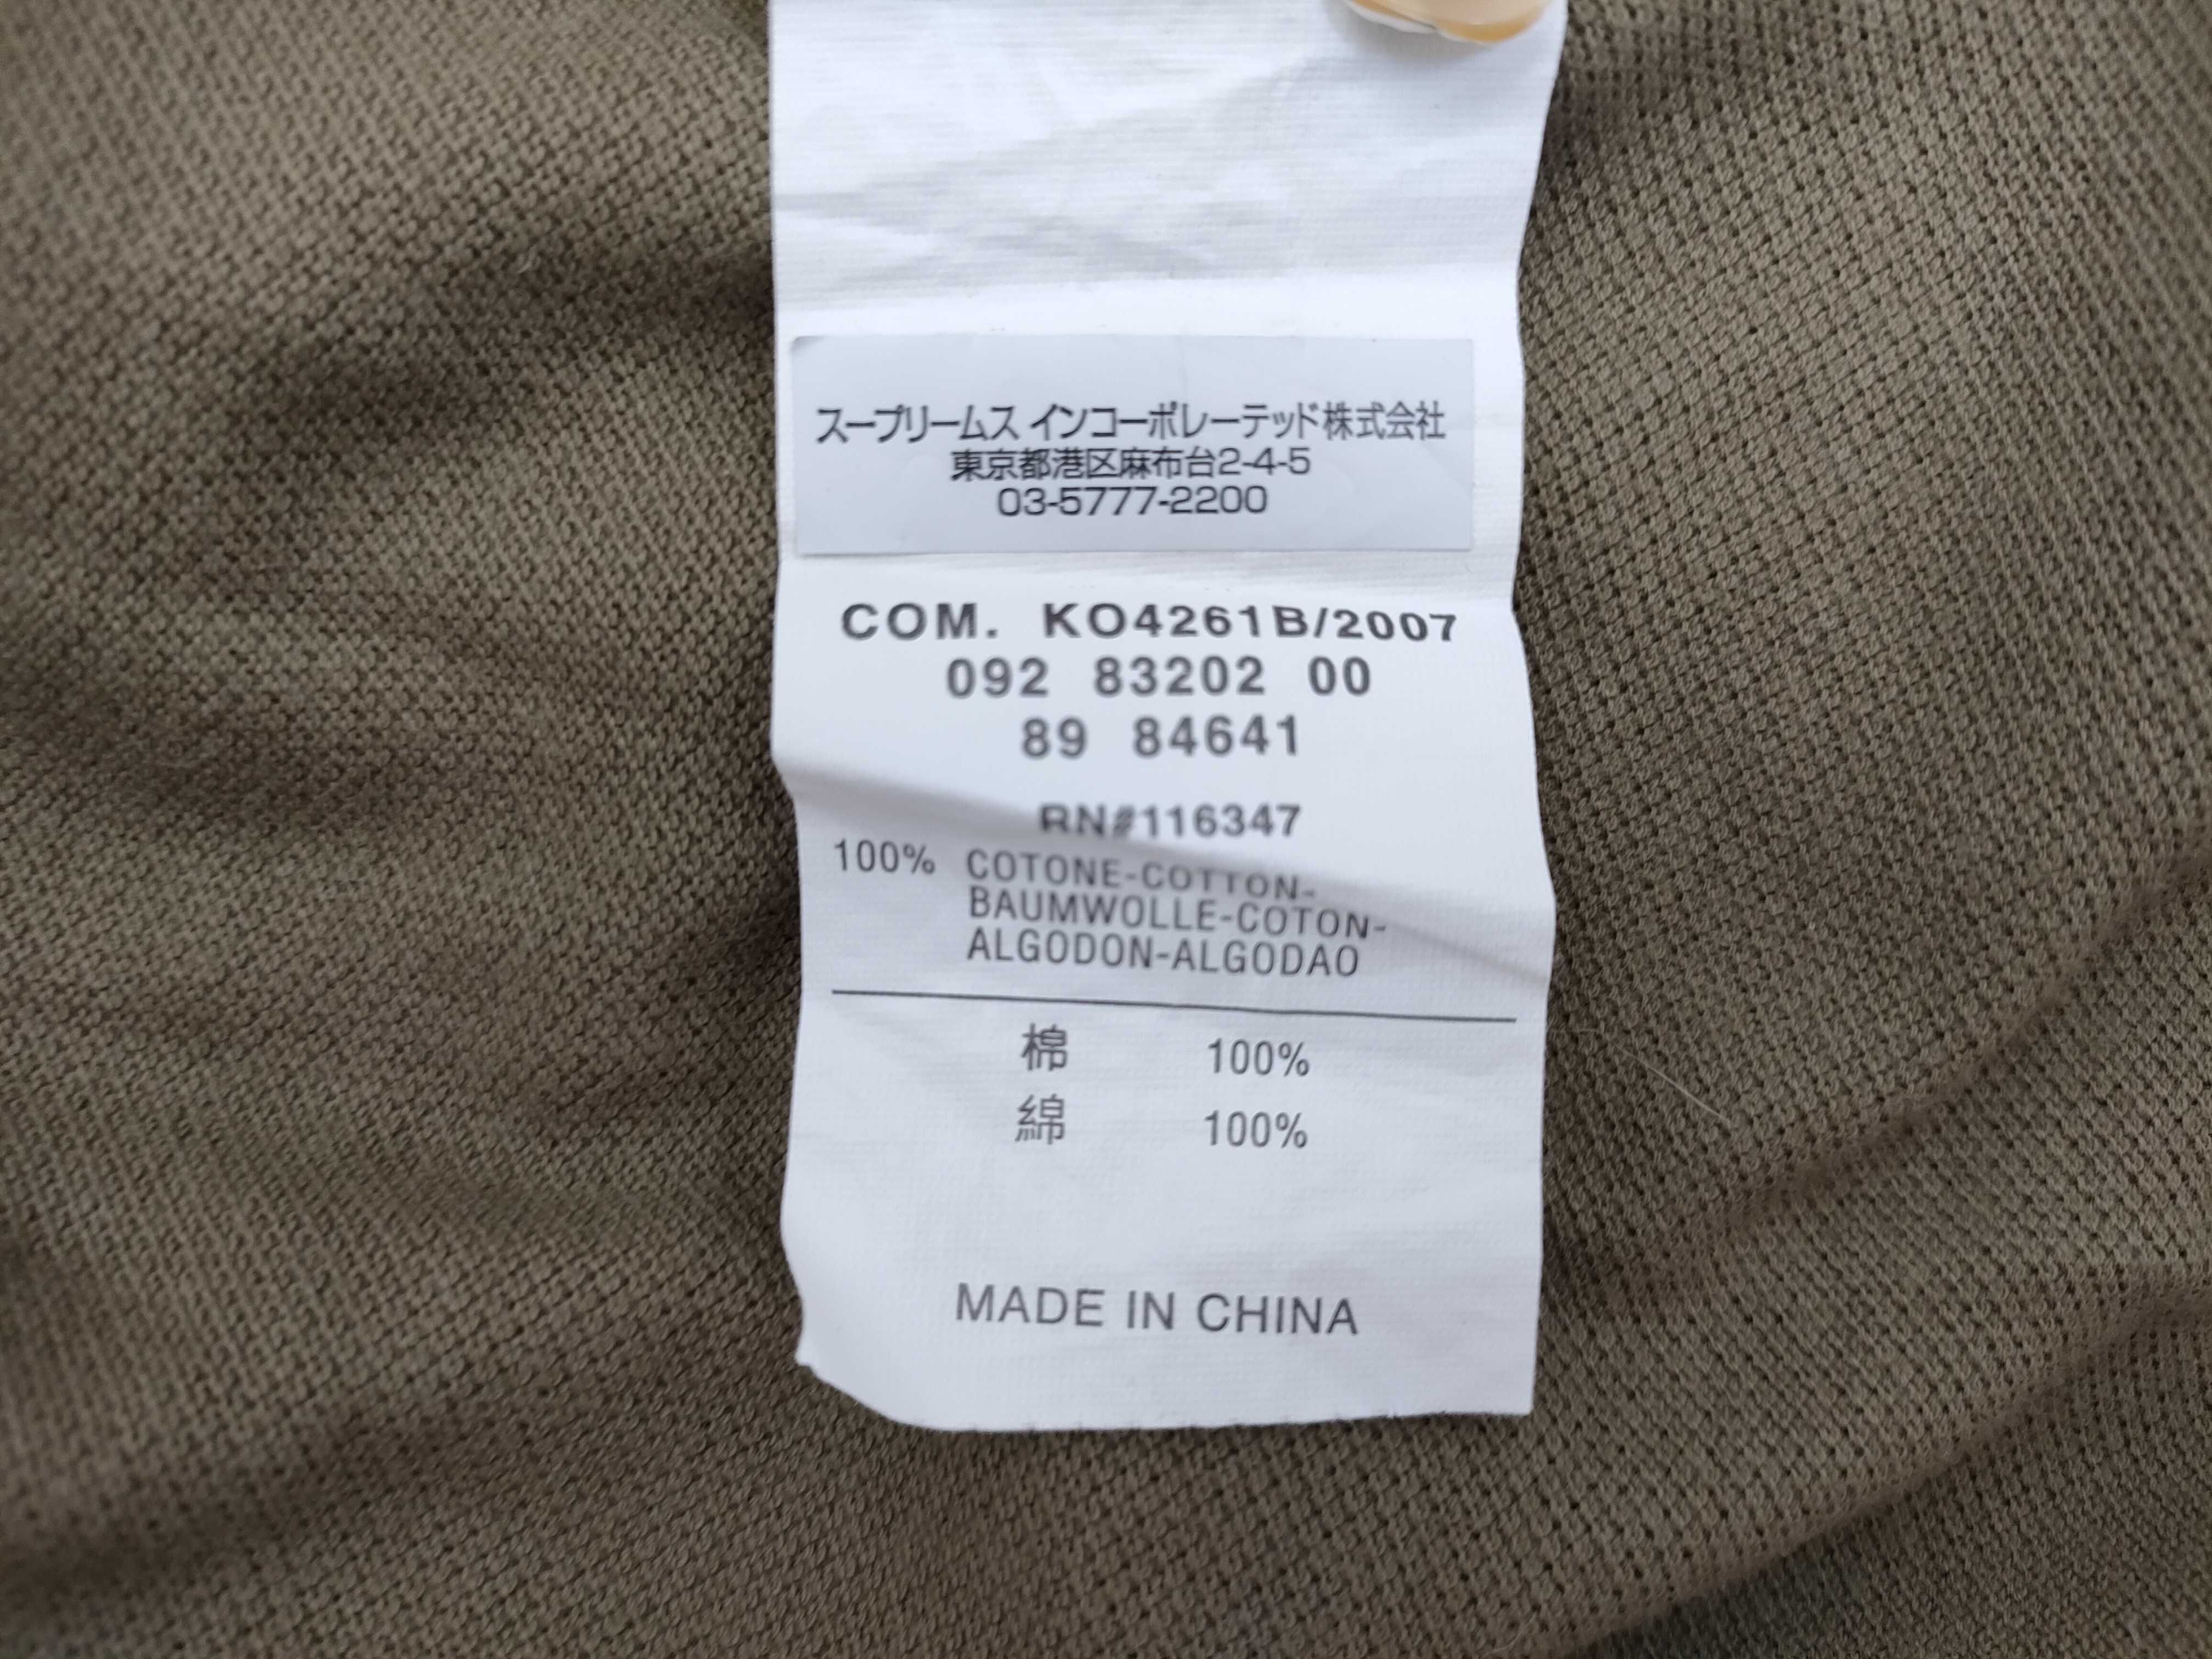 スープリームス インコーポレーテッド株式会社
東京都港区麻布台2-4-5
03-5777-2200
COM. KO4261B/2007
092 83202 00
89 84641
RN#116347
100% COTONE-COTTON-
BAUMWOLLE-COTON-
ALGODON-ALGODAO
棉 100%
綿 100%
MADE IN CHINA